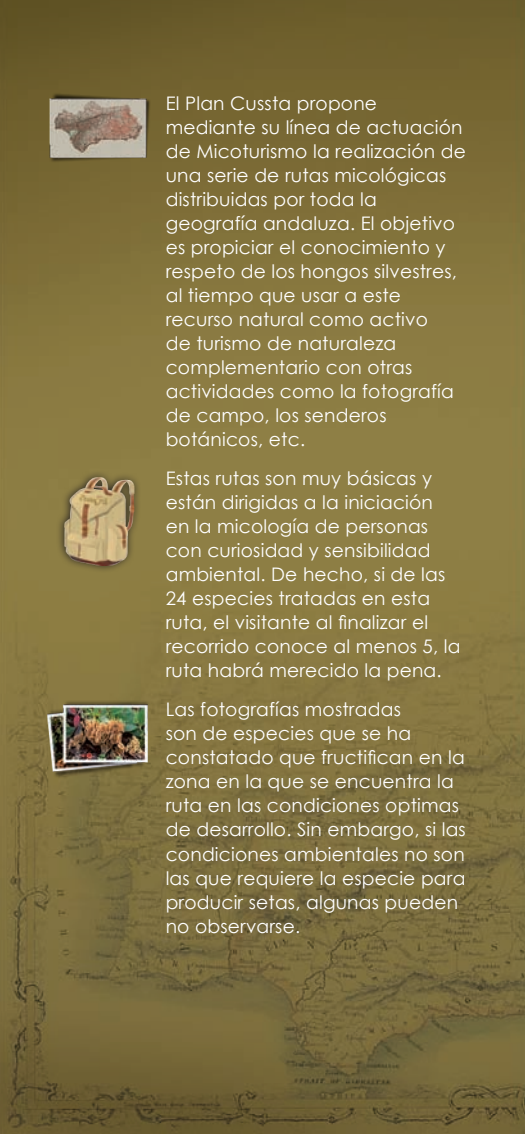 El Plan Cussta propone
mediante su línea de actuación
de Micoturismo la realización de
una serie de rutas micológicas
distribuidas por toda la
geografía andaluza. El objetivo
es propiciar el conocimiento y
respeto de los hongos silvestres,
al tiempo que usar a este
recurso natural como activo
de turismo de naturaleza
complementario con otras
actividades como la fotografía
de campo, los senderos
botánicos, etc.
Estas rutas son muy básicas y
están dirigidas a la iniciación
en la micología de personas
con curiosidad y sensibilidad
ambiental. De hecho, si de las
24 especies tratadas en esta
ruta, el visitante al finalizar el
recorrido conoce al menos 5, la
ruta habrá merecido la pena.
Las fotografías mostradas
son de especies que se ha
constatado que fructifican en la
zona en la que se encuentra la
ruta en las condiciones optimas
de desarrollo. Sin embargo, si las
condiciones ambientales no son
las que requiere la especie para
producir setas, algunas pueden
no observarse.